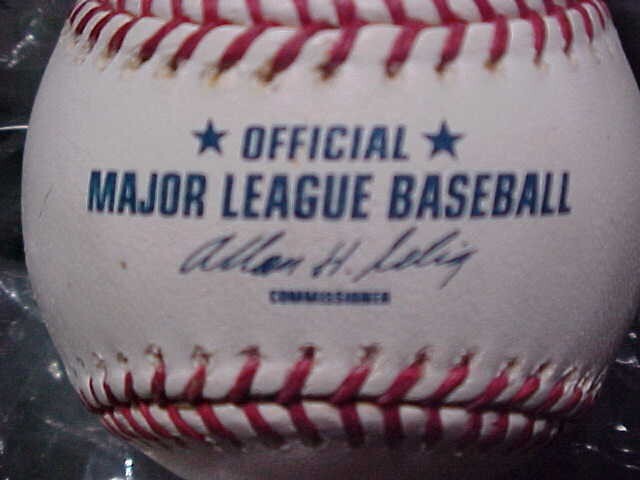 ★ OFFICIAL ★
MAJOR LEAGUE BASEBALL
Allan H. Selig
COMMISSIONER